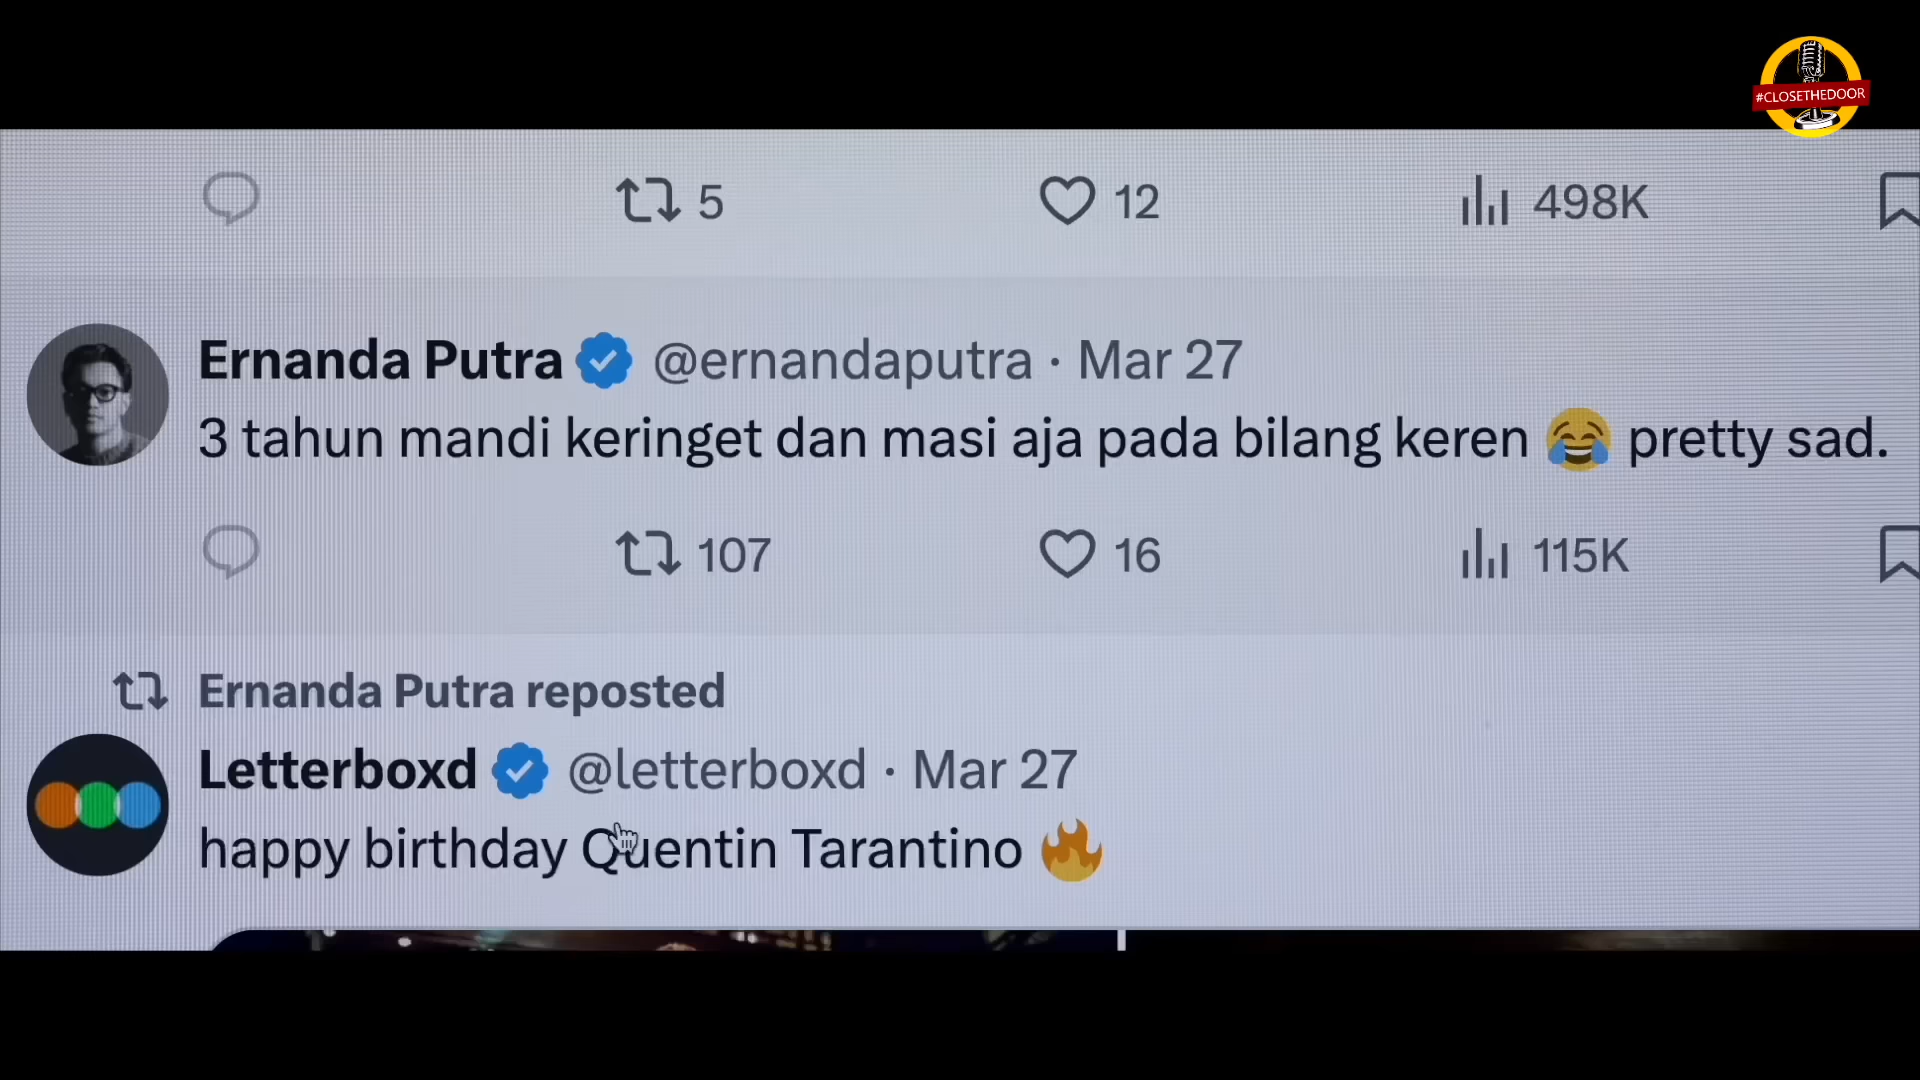 #CLOSETHEDOOR
5 12 498K
Ernanda Putra @ernandaputra · Mar 27
3 tahun mandi keringet dan masi aja pada bilang keren 😂 pretty sad.
107 16 115K
Ernanda Putra reposted
Letterboxd @letterboxd · Mar 27
happy birthday Quentin Tarantino 🔥